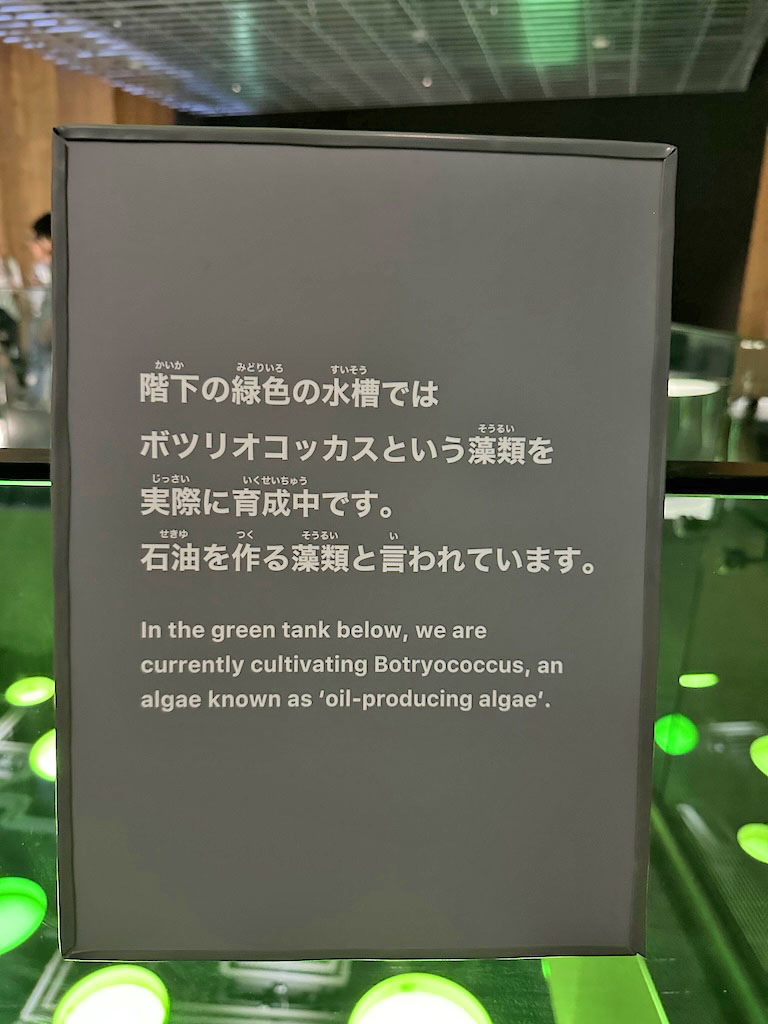 階下の緑色の水槽では
ボツリオコッカスという藻類を
実際に育成中です。
石油を作る藻類と言われています。
In the green tank below, we are
currently cultivating Botryococcus, an
algae known as ‘oil-producing algae’.